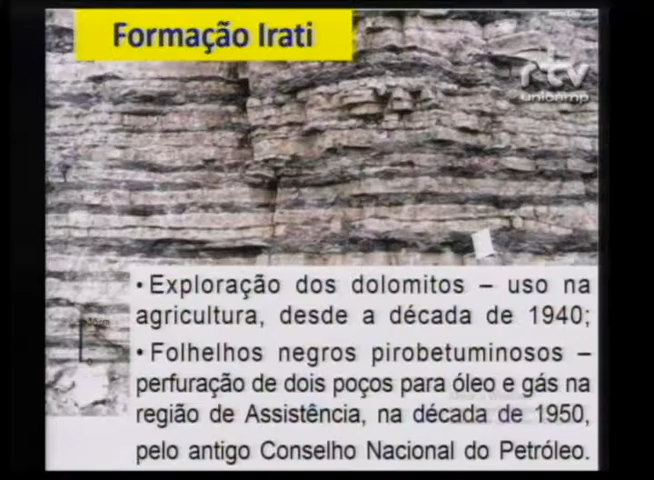 Formação Irati
rtv
unicamp
• Exploração dos dolomitos – uso na
agricultura, desde a década de 1940;
• Folhelhos negros pirobetuminosos –
perfuração de dois poços para óleo e gás na
região de Assistência, na década de 1950,
pelo antigo Conselho Nacional do Petróleo.